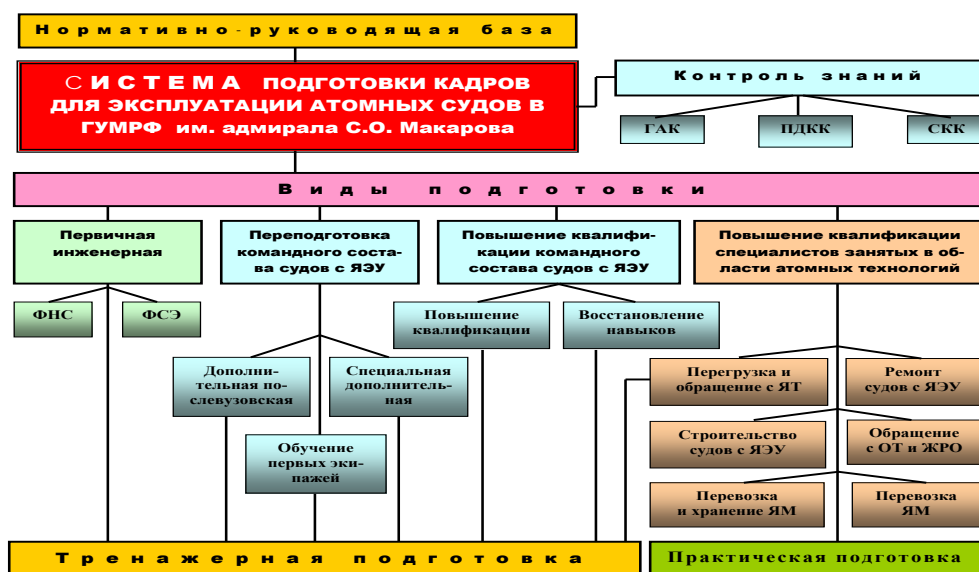 Нормативно-руководящая база
СИСТЕМА ПОДГОТОВКИ КАДРОВ
ДЛЯ ЭКСПЛУАТАЦИИ АТОМНЫХ СУДОВ В
ГУМРФ им. адмирала С.О. Макарова
Контроль знаний
ГАК
ПДКК
СКК
Виды подготовки
Первичная
инженерная
Переподготовка
командного соста-
ва судов с ЯЭУ
Повышение квалифи-
кации командного
состава судов с ЯЭУ
Повышение квалификации
специалистов занятых в об-
ласти атомных технологий
ФНС
ФСЭ
Повышение
квалификации
Восстановление
навыков
Дополни-
тельная по-
слевузовская
Специальная
дополнитель-
ная
Перегрузка и
обращение с ЯТ
Ремонт
судов с ЯЭУ
Обучение
первых эки-
пажей
Строительство
судов с ЯЭУ
Обращение
с ОТ и ЖРО
Перевозка
и хранение ЯМ
Перевозка
ЯМ
Тренажерная подготовка
Практическая подготовка